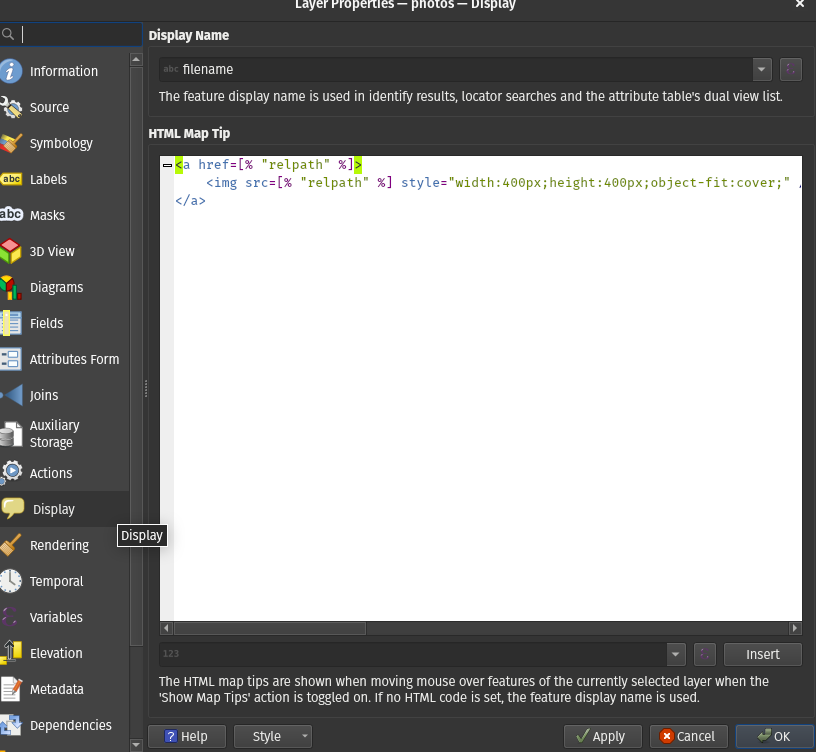 Layer Properties — photos — Display
Information
Source
Symbology
abc Labels
abc Masks
3D View
Diagrams
Fields
Attributes Form
Joins
Auxiliary
Storage
Actions
Display
Rendering
Temporal
Variables
Elevation
Metadata
Dependencies
Display
Display Name
abc filename
The feature display name is used in identify results, locator searches and the attribute table's dual view list.
HTML Map Tip
<a href=[% "relpath" %]>
<img src=[% "relpath" %] style="width:400px;height:400px;object-fit:cover;"
</a>
123
Insert
The HTML map tips are shown when moving mouse over features of the currently selected layer when the
'Show Map Tips' action is toggled on. If no HTML code is set, the feature display name is used.
Help Style Apply Cancel OK